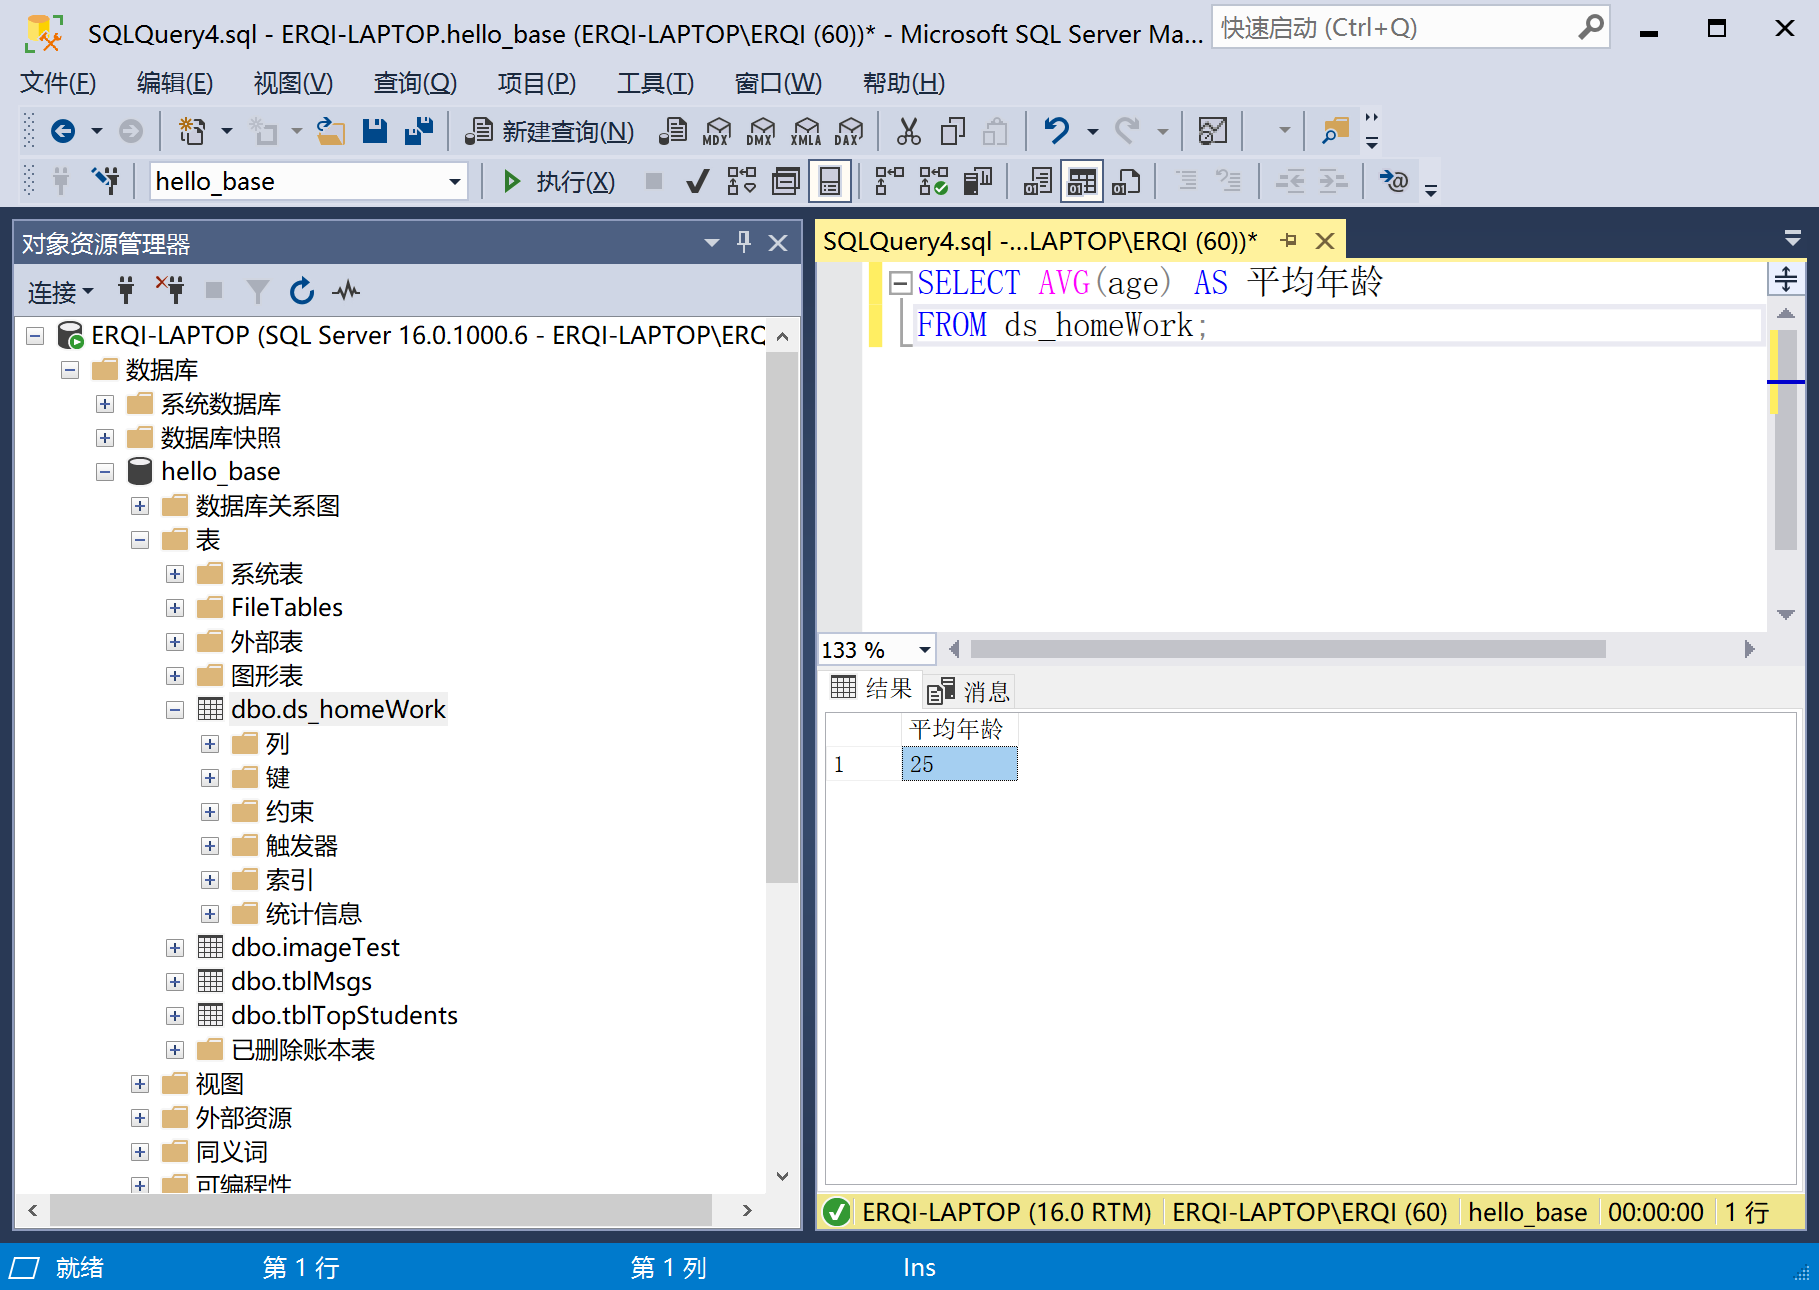 SQLQuery4.sql - ERQI-LAPTOP.hello_base (ERQI-LAPTOP\ERQI (60))* - Microsoft SQL Server Ma...
快速启动 (Ctrl+Q)
文件(F) 编辑(E) 视图(V) 查询(Q) 项目(P) 工具(T) 窗口(W) 帮助(H)
新建查询(N) MDX DMX XMLA DAX
hello_base 执行(X)
对象资源管理器
连接
ERQI-LAPTOP (SQL Server 16.0.1000.6 - ERQI-LAPTOP\ERQ
数据库
系统数据库
数据库快照
hello_base
数据库关系图
表
系统表
FileTables
外部表
图形表
dbo.ds_homeWork
列
键
约束
触发器
索引
统计信息
dbo.imageTest
dbo.tblMsgs
dbo.tblTopStudents
已删除账本表
视图
外部资源
同义词
可编程性
SQLQuery4.sql -...LAPTOP\ERQI (60))*
SELECT AVG(age) AS 平均年龄
FROM ds_homeWork;
133 %
结果 消息
平均年龄
1 25
ERQI-LAPTOP (16.0 RTM) ERQI-LAPTOP\ERQI (60) hello_base 00:00:00 1 行
就绪 第 1 行 第 1 列 Ins